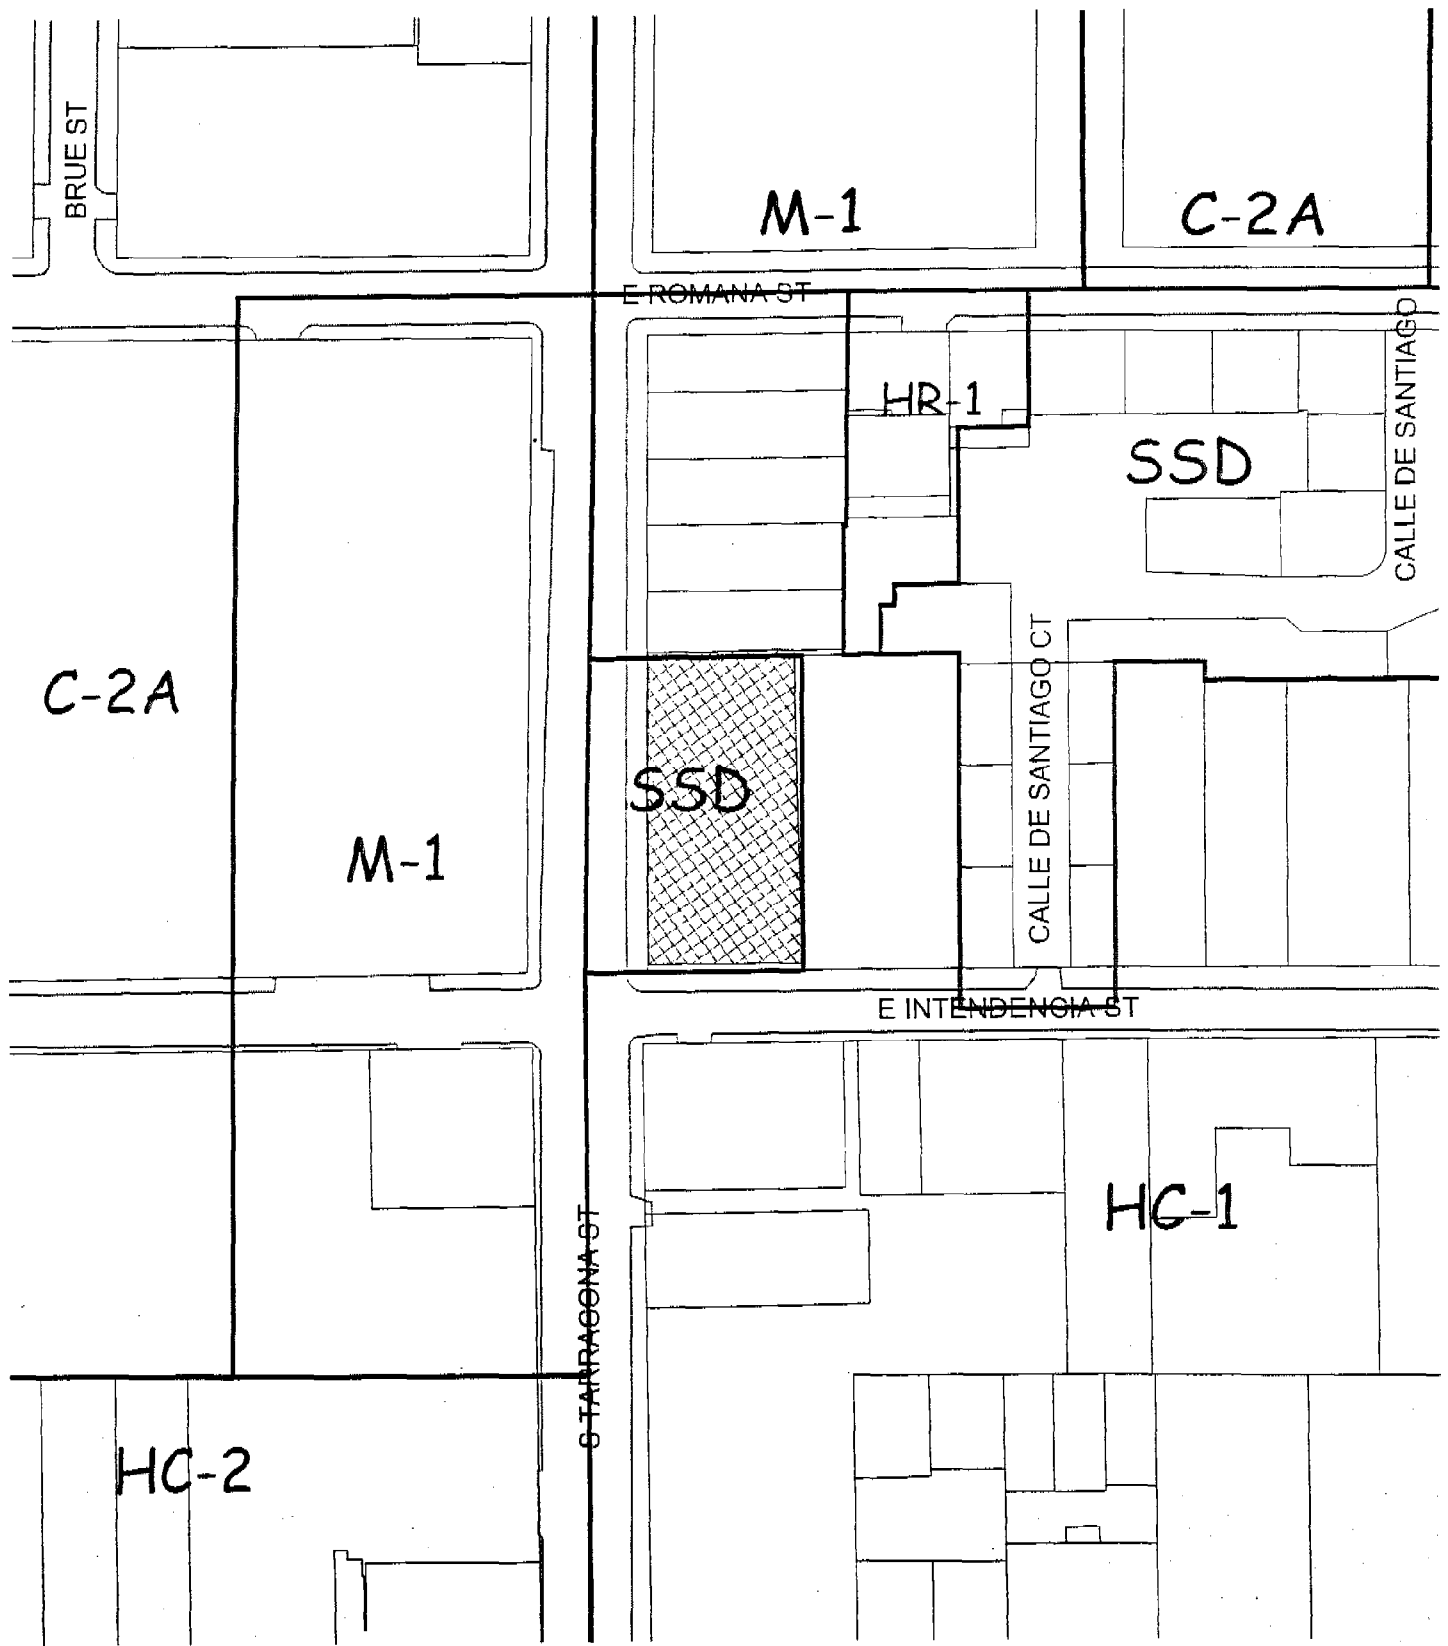 BRUE ST
M-1
C-2A
E ROMANA ST
HR-1
SSD
CALLE DE SANTIAGO
C-2A
CALLE DE SANTIAGO CT
SSD
M-1
E INTENDENCIA ST
HC-1
S TARRAGONA ST
HC-2